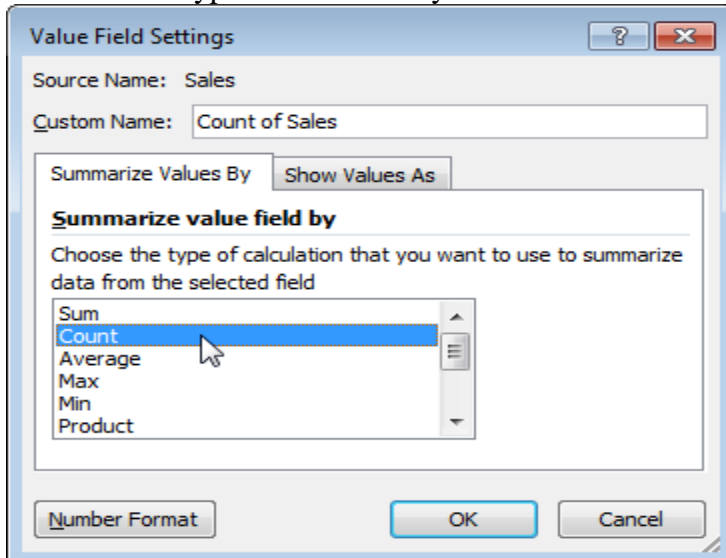 Value Field Settings
Source Name: Sales
Custom Name: Count of Sales
Summarize Values By Show Values As
Summarize value field by
Choose the type of calculation that you want to use to summarize
data from the selected field
Sum
Count
Average
Max
Min
Product
Number Format OK Cancel